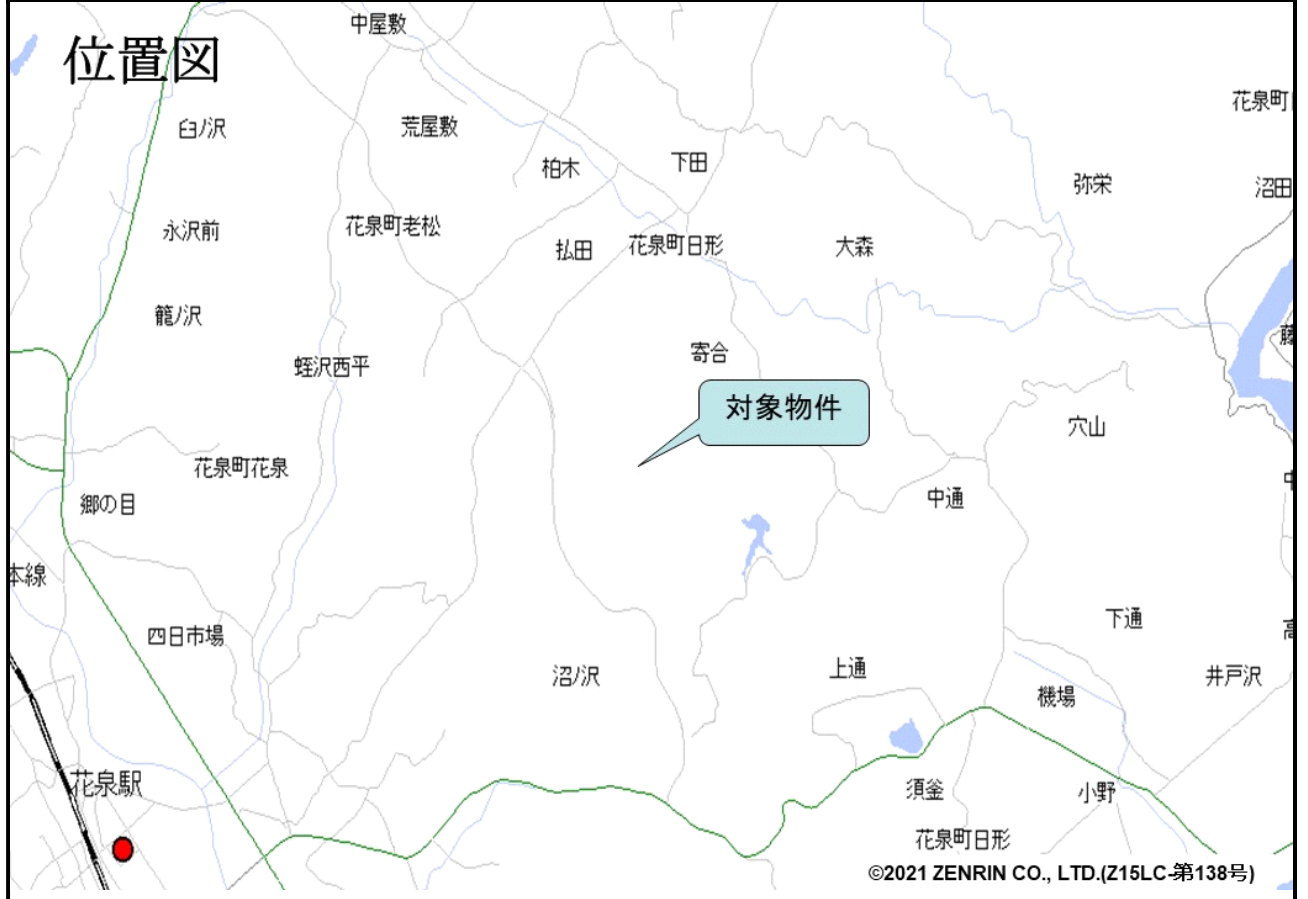 位置図
中屋敷
臼ノ沢
荒屋敷
花泉町
柏木
下田
弥栄
沼田
永沢前
花泉町老松
払田
花泉町日形
大森
籠ノ沢
蛭沢西平
寄合
藤
対象物件
穴山
花泉町花泉
郷の目
中通
本線
四日市場
下通
沼ノ沢
上通
井戸沢
機場
高
花泉駅
須釜
小野
花泉町日形
©2021 ZENRIN CO., LTD.(Z15LC-第138号)